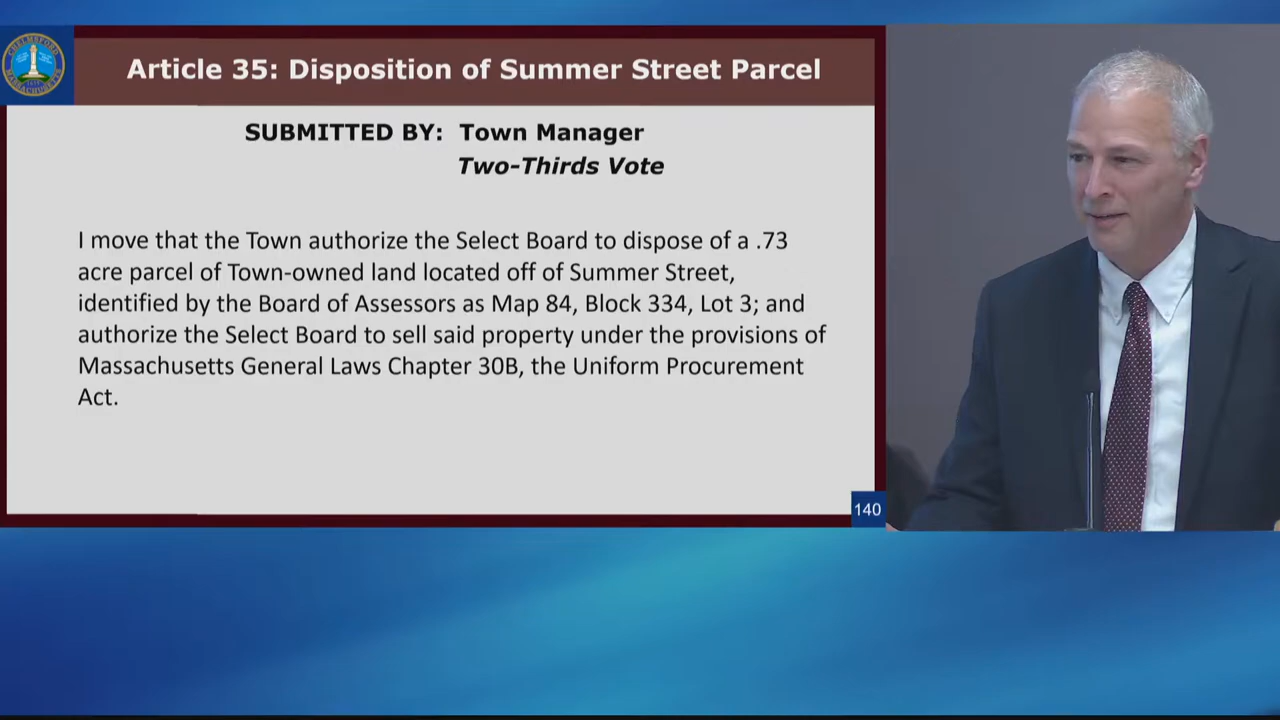 CHELMSFORD
MASSACHUSETTS
Article 35: Disposition of Summer Street Parcel
SUBMITTED BY: Town Manager
Two-Thirds Vote
I move that the Town authorize the Select Board to dispose of a .73
acre parcel of Town-owned land located off of Summer Street,
identified by the Board of Assessors as Map 84, Block 334, Lot 3; and
authorize the Select Board to sell said property under the provisions of
Massachusetts General Laws Chapter 30B, the Uniform Procurement
Act.
140